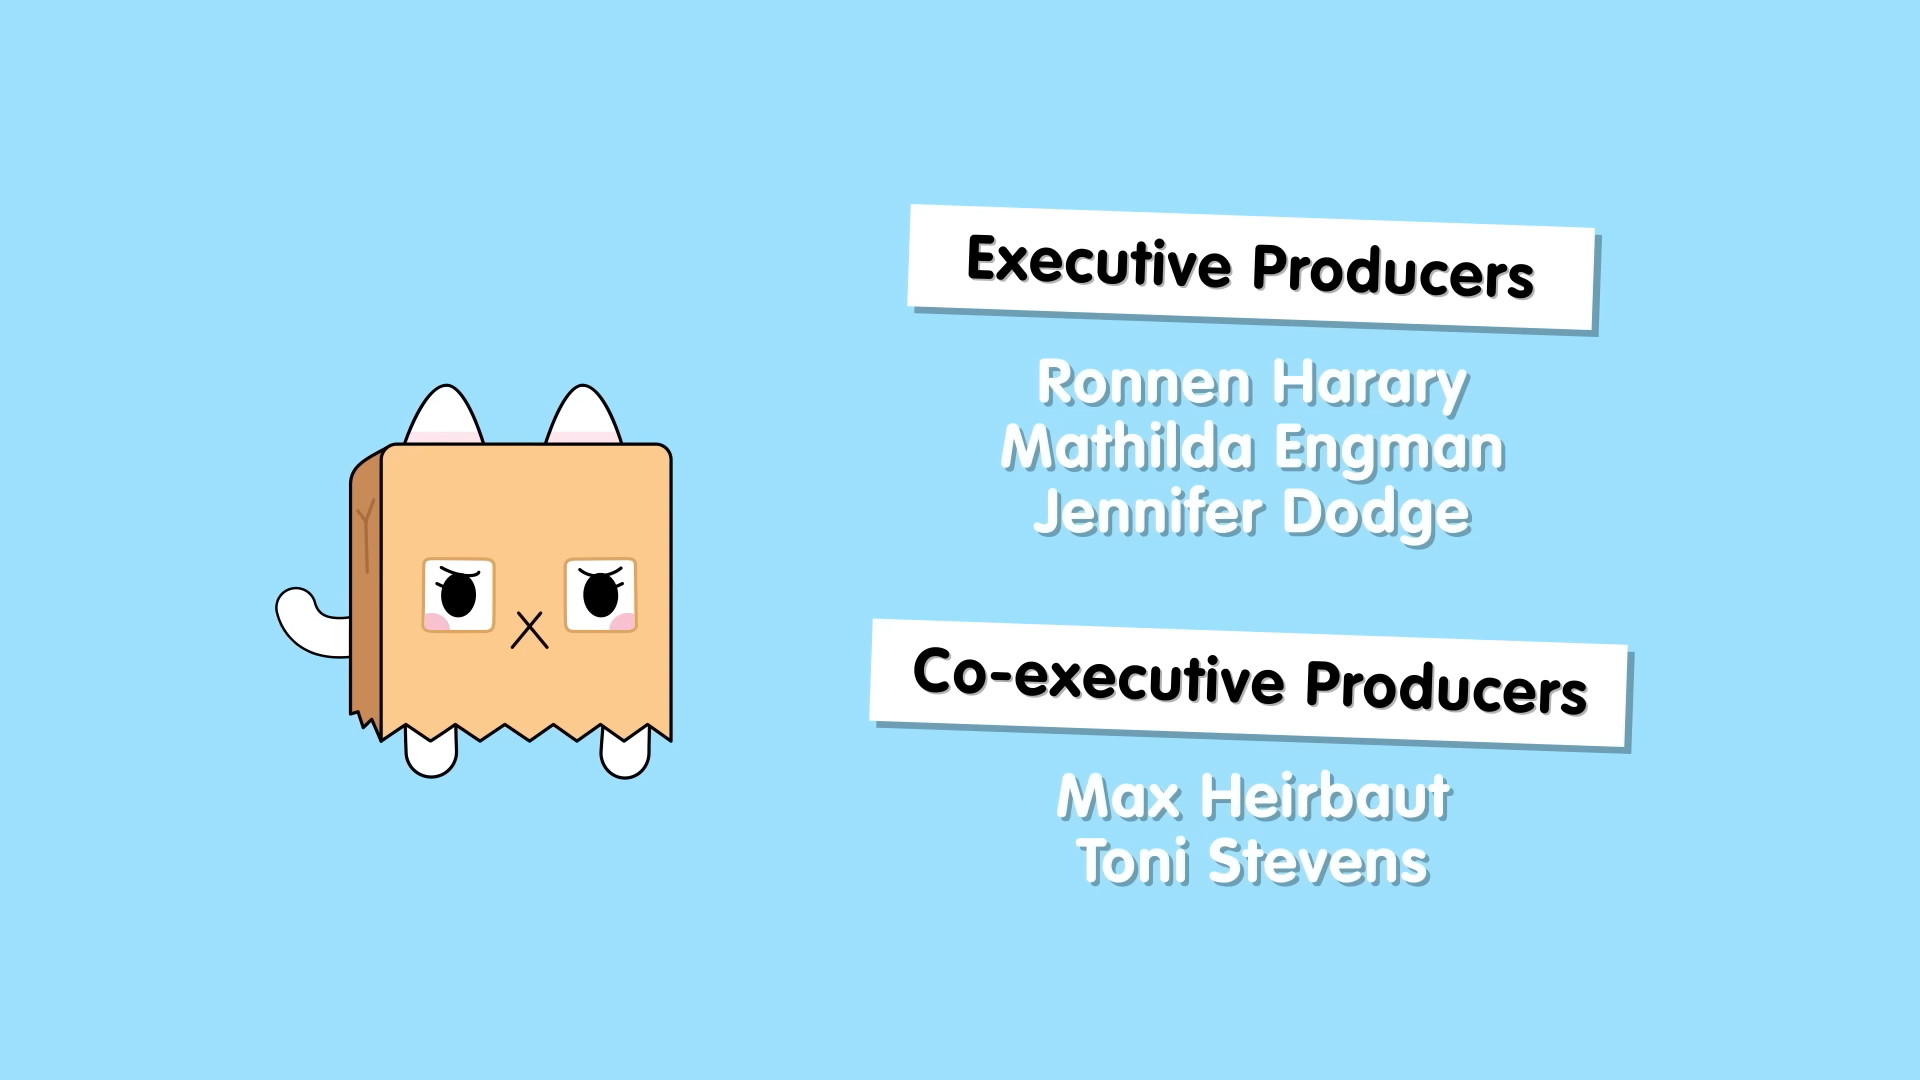 Executive Producers
Ronnen Harary
Mathilda Engman
Jennifer Dodge
Co-executive Producers
Max Heirbaut
Toni Stevens